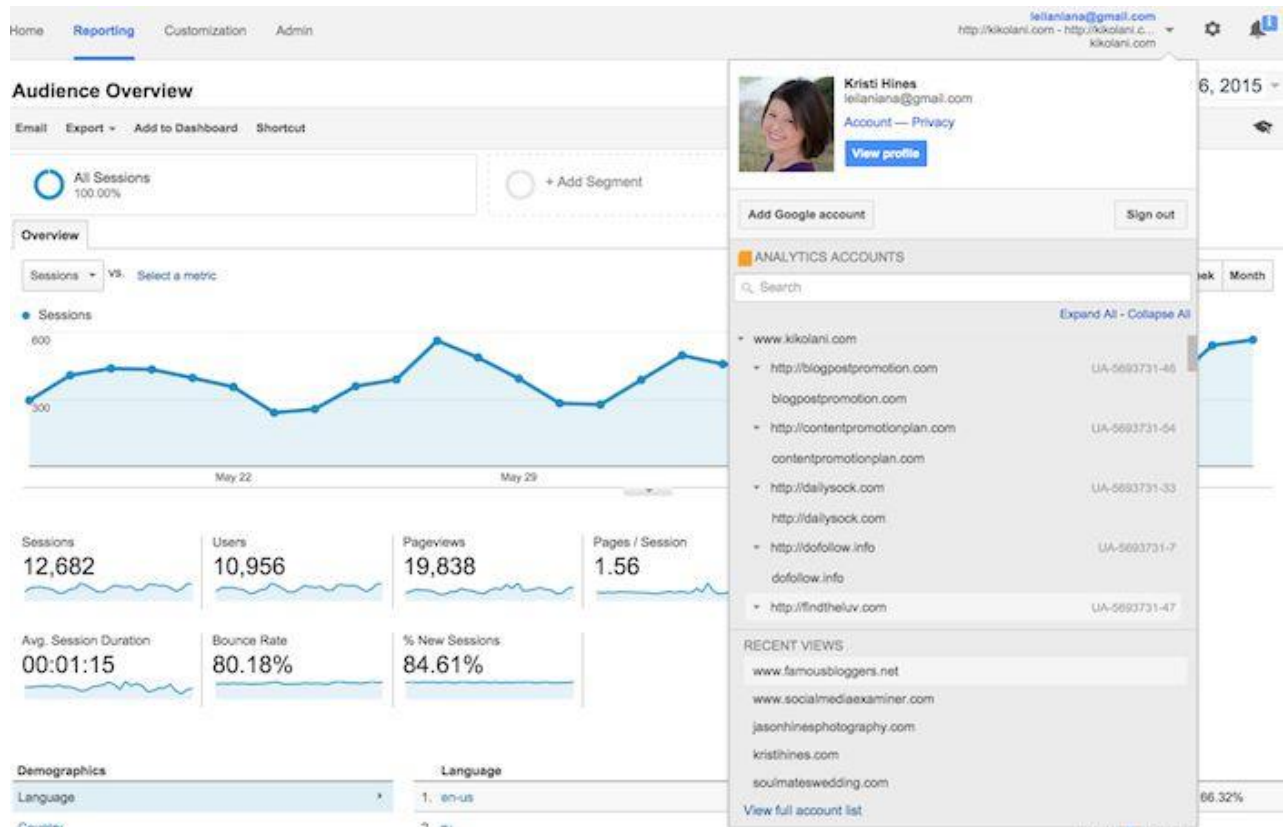 Home Reporting Customization Admin
leilaniana@gmail.com
http://kikolani.com - http://kikolani.c...
kikolani.com
1
Audience Overview
6, 2015
Email Export Add to Dashboard Shortcut
Kristi Hines
leilaniana@gmail.com
Account — Privacy
View profile
All Sessions
100.00%
+ Add Segment
Add Google account Sign out
Overview
ANALYTICS ACCOUNTS
Sessions VS. Select a metric
Month
Search
Expand All - Collapse All
Sessions
600
300
May 22 May 29
www.kikolani.com
http://blogpostpromotion.com UA-5693731-46
blogpostpromotion.com
http://contentpromotionplan.com UA-5693731-54
contentpromotionplan.com
http://dailysock.com UA-5693731-33
http://dailysock.com
http://dofollow.info UA-5693731-7
dofollow.info
http://findtheluv.com UA-5693731-47
Sessions Users Pageviews Pages / Session
12,682 10,956 19,838 1.56
Avg. Session Duration Bounce Rate % New Sessions
00:01:15 80.18% 84.61%
RECENT VIEWS
www.famousbloggers.net
www.socialmediaexaminer.com
jasonhinesphotography.com
kristihines.com
soulmateswedding.com
View full account list
Demographics Language
Language 1. en-us 66.32%